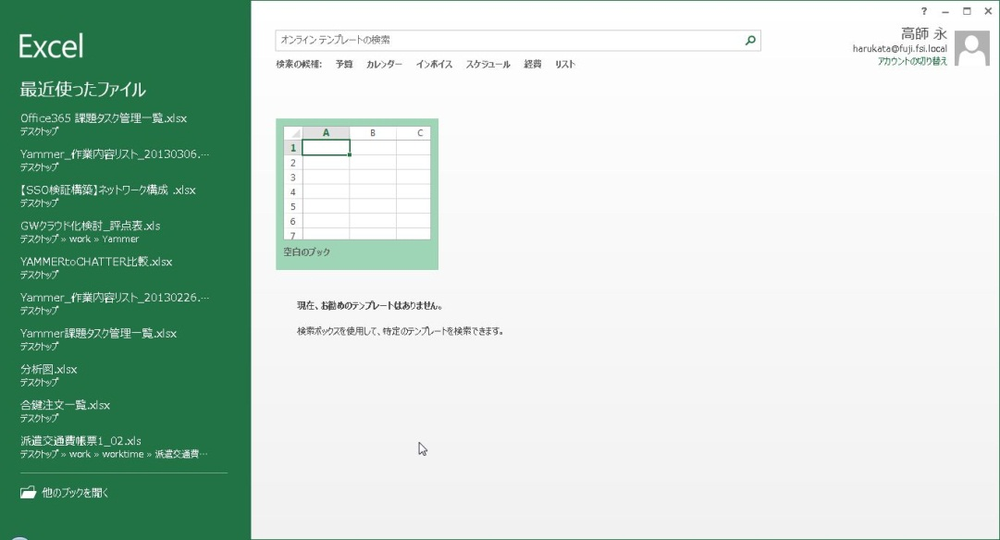 Excel
最近使ったファイル
Office365 課題タスク管理一覧.xlsx
デスクトップ
Yammer_作業内容リスト_20130306.…
デスクトップ
【SSO検証構築】ネットワーク構成 .xlsx
デスクトップ
GWクラウド化検討_評点表.xls
デスクトップ » work » Yammer
YAMMERtoCHATTER比較.xlsx
デスクトップ
Yammer_作業内容リスト_20130226.…
デスクトップ
Yammer課題タスク管理一覧.xlsx
デスクトップ
分析図.xlsx
デスクトップ
合鍵注文一覧.xlsx
デスクトップ
派遣交通費帳票1_02.xls
デスクトップ » work » worktime » 派遣交通費…
他のブックを開く
?
高師 永
harukata@fuji.fsi.local
アカウントの切り替え
オンライン テンプレートの検索
検索の候補: 予算 カレンダー インボイス スケジュール 経費 リスト
A B C
1
2
3
4
5
6
7
空白のブック
現在、お勧めのテンプレートはありません。
検索ボックスを使用して、特定のテンプレートを検索できます。